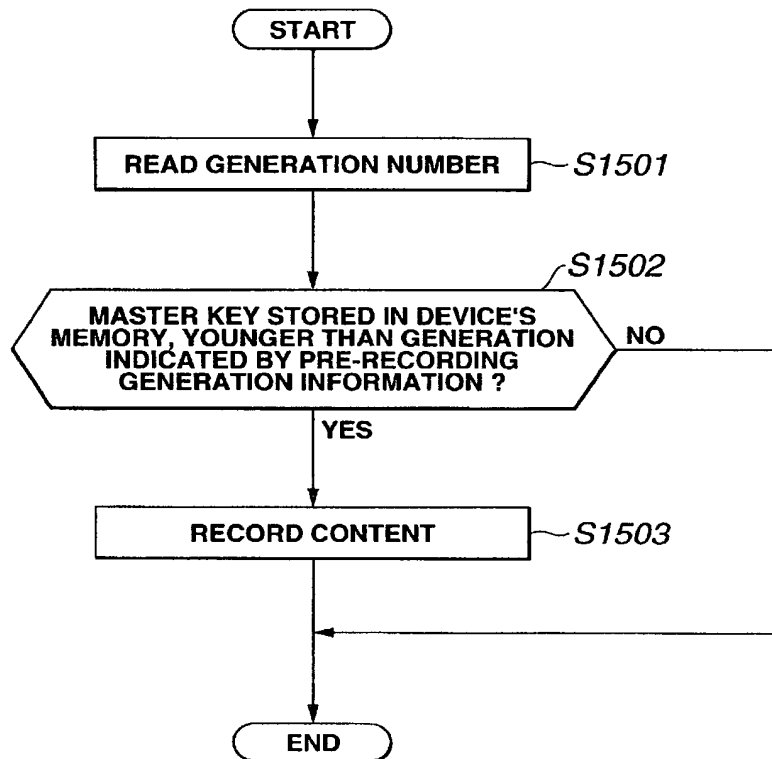 START
READ GENERATION NUMBER
S1501
S1502
MASTER KEY STORED IN DEVICE'S
MEMORY, YOUNGER THAN GENERATION
INDICATED BY PRE-RECORDING
GENERATION INFORMATION ?
NO
YES
RECORD CONTENT
S1503
END